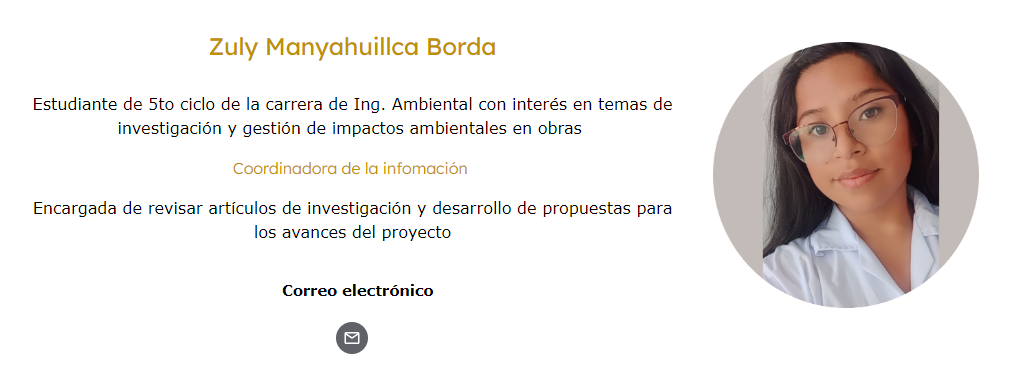 Zuly Manyahuillca Borda
Estudiante de 5to ciclo de la carrera de Ing. Ambiental con interés en temas de
investigación y gestión de impactos ambientales en obras
Coordinadora de la infomación
Encargada de revisar artículos de investigación y desarrollo de propuestas para
los avances del proyecto
Correo electrónico